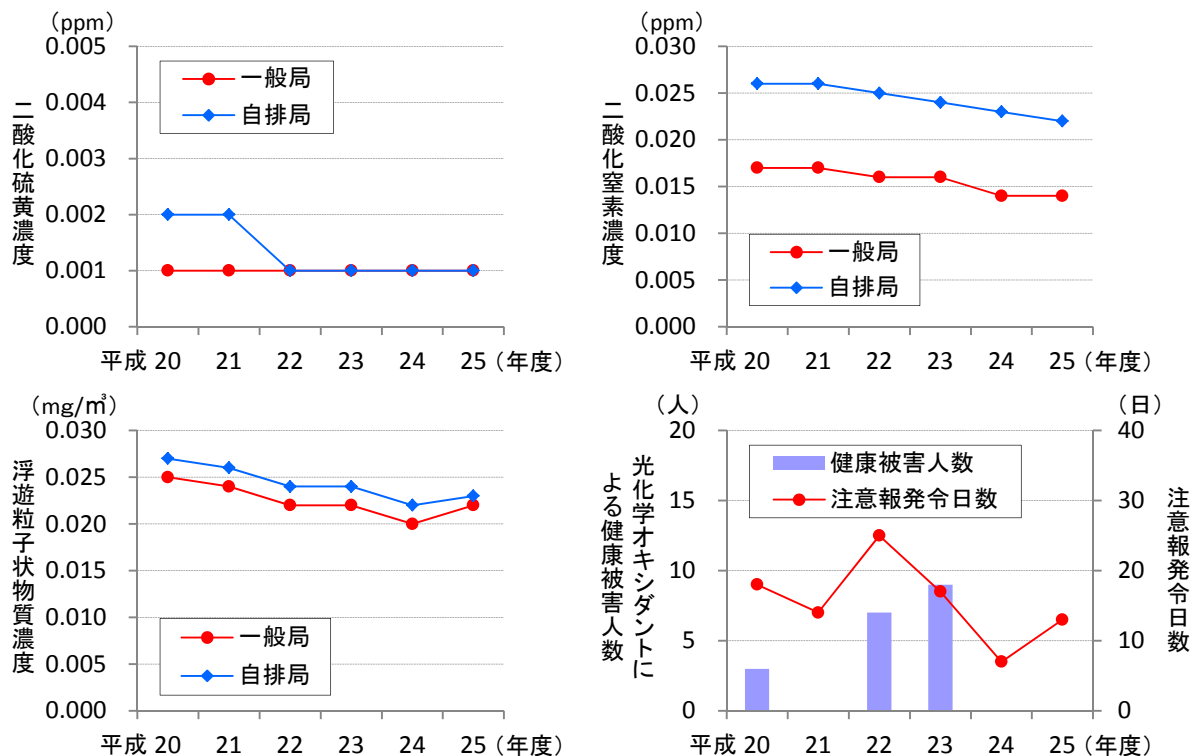 （ppm）
0.005
0.004
0.003
0.002
0.001
0.000
二酸化硫黄濃度
一般局
自排局
平成 20 21 22 23 24 25（年度）
（ppm）
0.030
0.025
0.020
0.015
0.010
0.005
0.000
二酸化窒素濃度
一般局
自排局
平成 20 21 22 23 24 25（年度）
（mg/㎥）
0.030
0.025
0.020
0.015
0.010
0.005
0.000
浮遊粒子状物質濃度
一般局
自排局
平成 20 21 22 23 24 25（年度）
（人）
20
15
10
5
0
光化学オキシダントに
よる健康被害人数
健康被害人数
注意報発令日数
（日）
40
30
20
10
0
注意報発令日数
平成 20 21 22 23 24 25（年度）